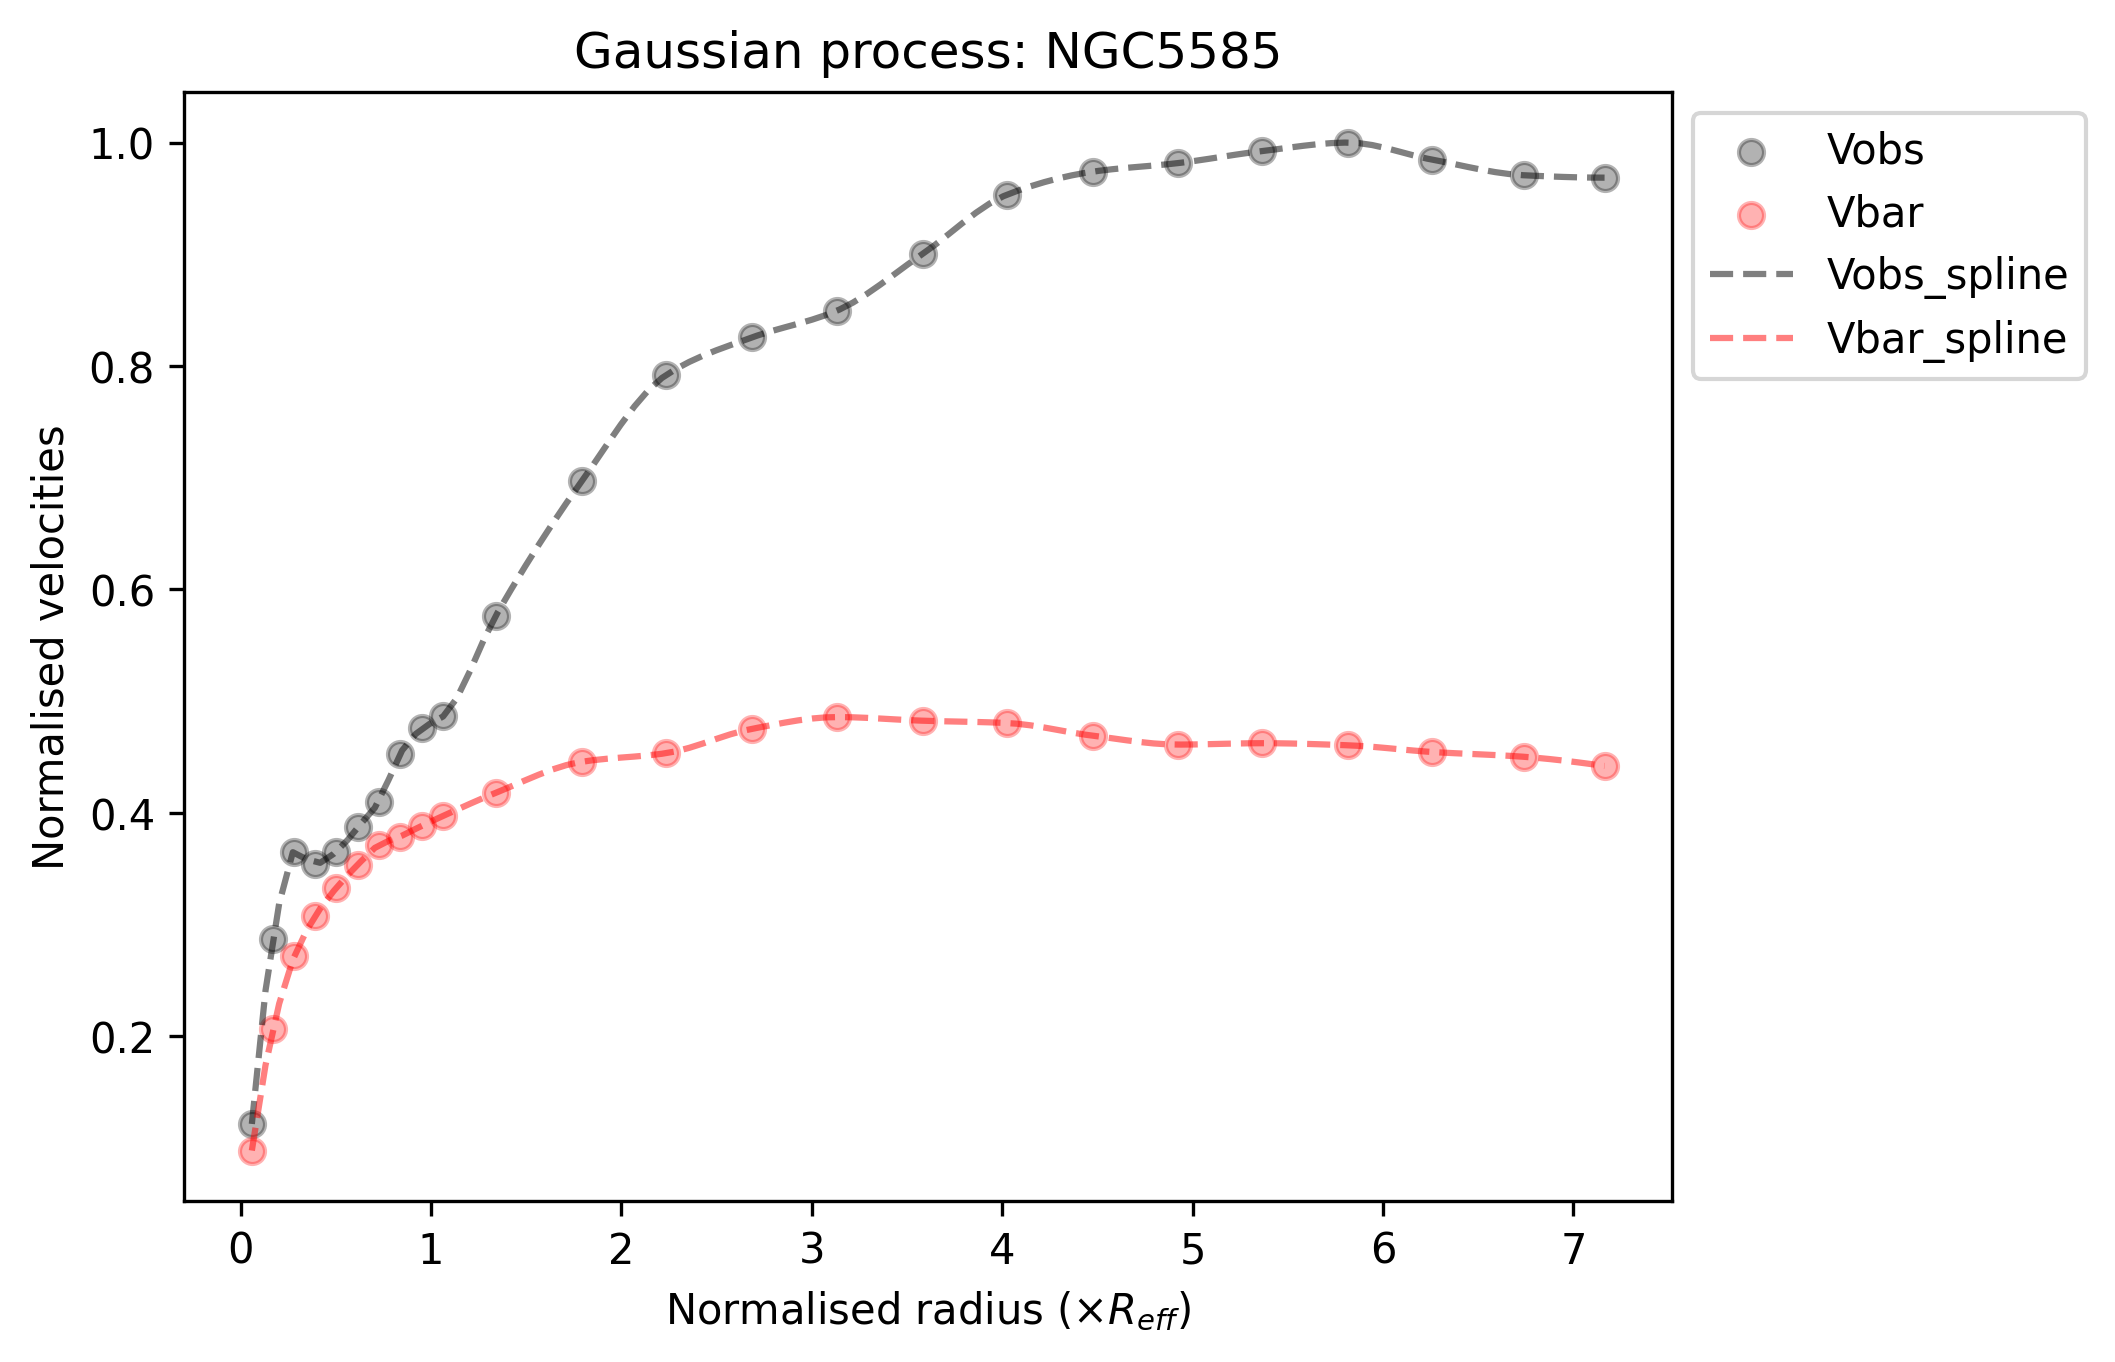 Gaussian process: NGC5585
Normalised velocities
1.0
0.8
0.6
0.4
0.2
0 1 2 3 4 5 6 7
Normalised radius (×R_eff)
Vobs
Vbar
Vobs_spline
Vbar_spline